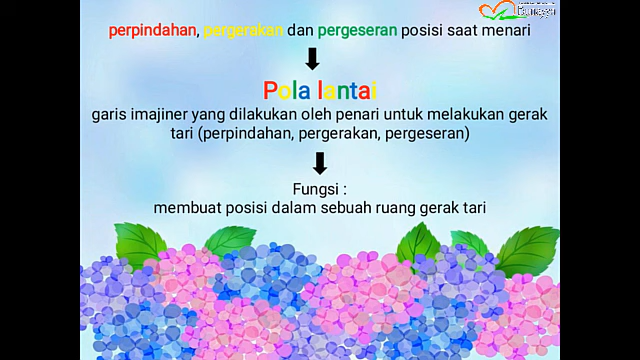 perpindahan, pergerakan dan pergeseran posisi saat menari
Pola lantai
garis imajiner yang dilakukan oleh penari untuk melakukan gerak
tari (perpindahan, pergerakan, pergeseran)
Fungsi :
membuat posisi dalam sebuah ruang gerak tari